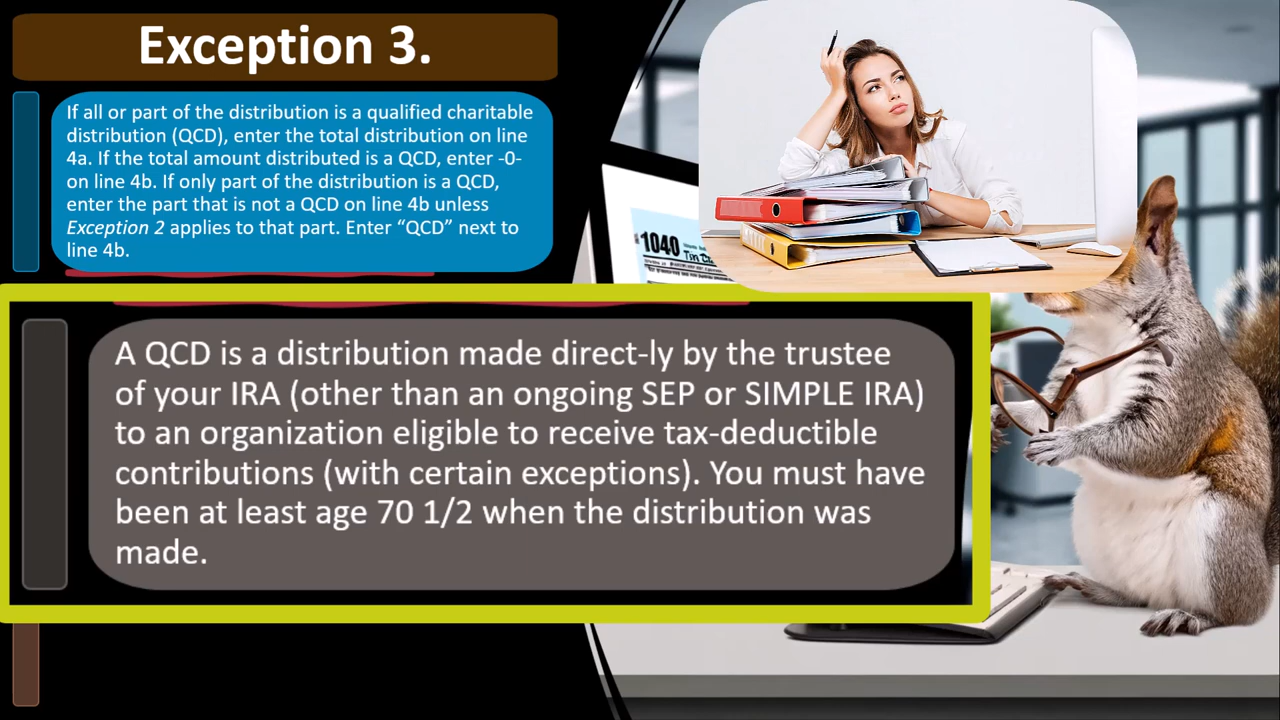 Exception 3.
If all or part of the distribution is a qualified charitable
distribution (QCD), enter the total distribution on line
4a. If the total amount distributed is a QCD, enter -0-
on line 4b. If only part of the distribution is a QCD,
enter the part that is not a QCD on line 4b unless
Exception 2 applies to that part. Enter “QCD” next to
line 4b.
1040
A QCD is a distribution made direct-ly by the trustee
of your IRA (other than an ongoing SEP or SIMPLE IRA)
to an organization eligible to receive tax-deductible
contributions (with certain exceptions). You must have
been at least age 70 1/2 when the distribution was
made.